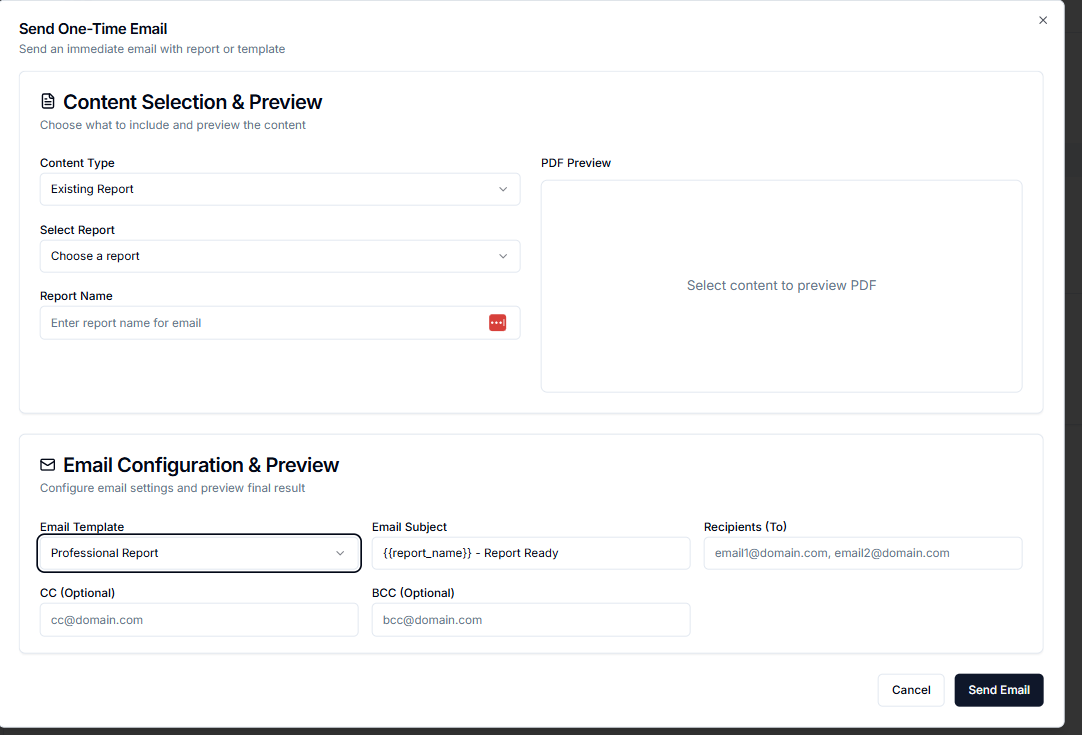 Send One-Time Email
Send an immediate email with report or template
Content Selection & Preview
Choose what to include and preview the content
Content Type
Existing Report
Select Report
Choose a report
Report Name
Enter report name for email
PDF Preview
Select content to preview PDF
Email Configuration & Preview
Configure email settings and preview final result
Email Template
Professional Report
Email Subject
{{report_name}} - Report Ready
Recipients (To)
email1@domain.com, email2@domain.com
CC (Optional)
cc@domain.com
BCC (Optional)
bcc@domain.com
Cancel
Send Email